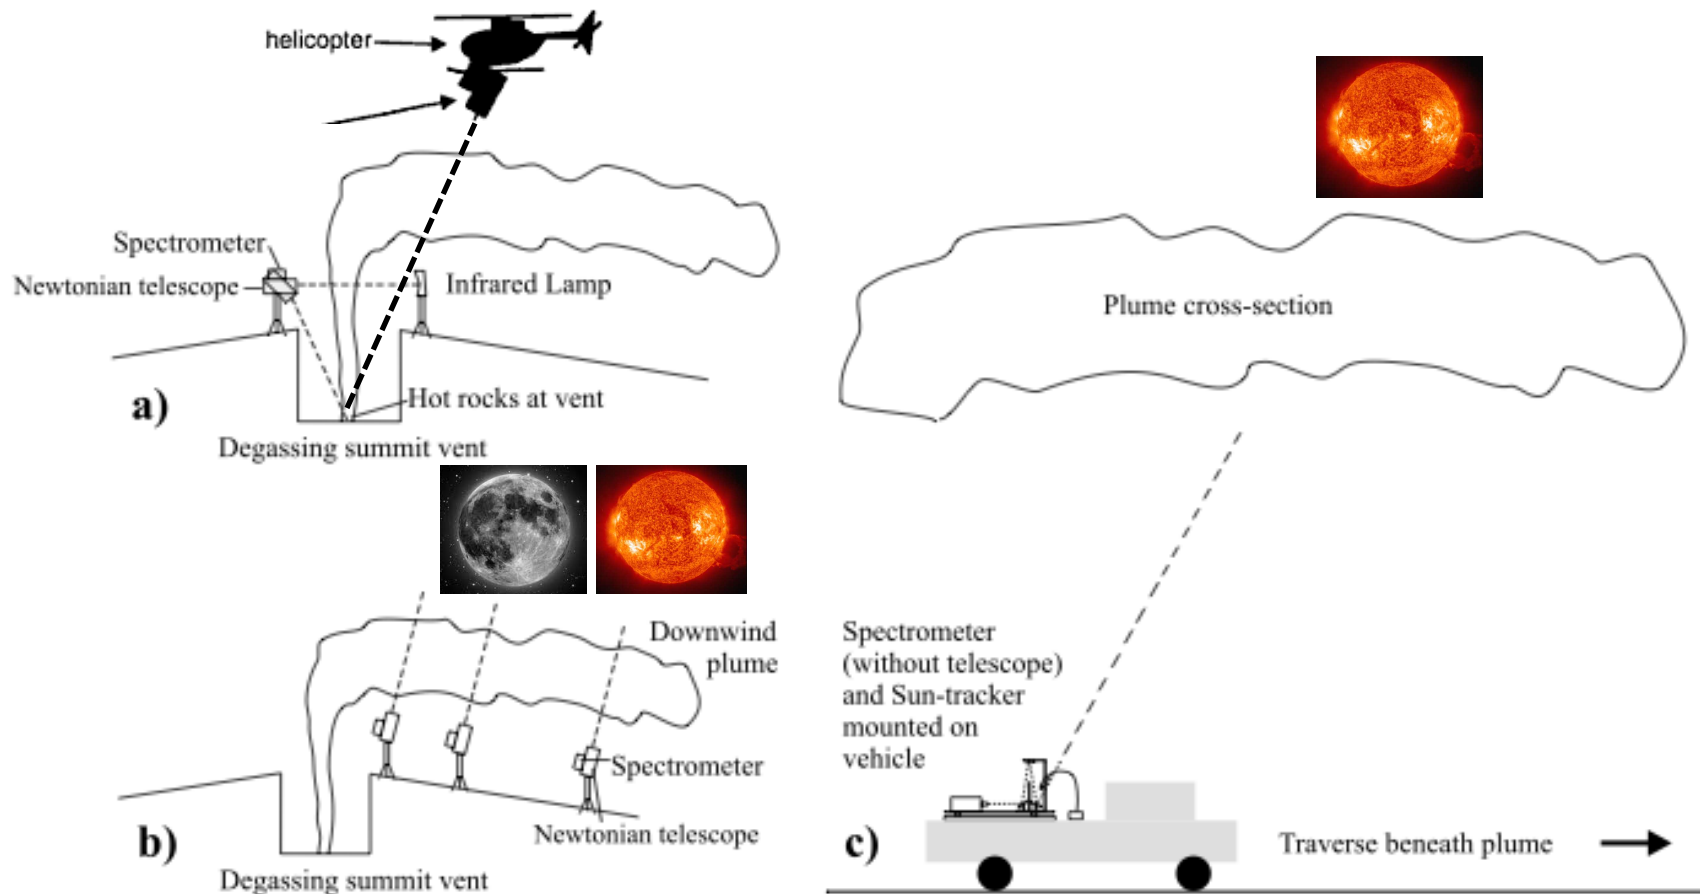 helicopter
Spectrometer
Newtonian telescope
Infrared Lamp
a)
Hot rocks at vent
Degassing summit vent
Downwind
plume
Spectrometer
b)
Newtonian telescope
Degassing summit vent
Plume cross-section
Spectrometer
(without telescope)
and Sun-tracker
mounted on
vehicle
c)
Traverse beneath plume